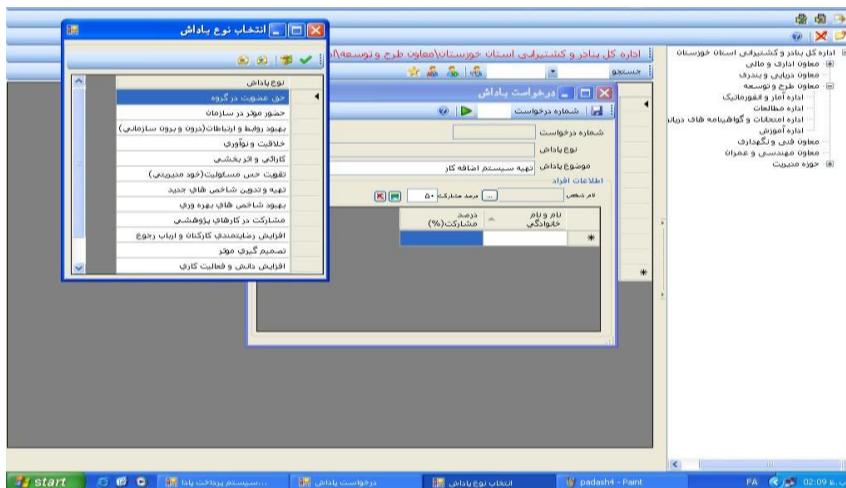 انتخاب نوع پاداش
نوع پاداش
حق عضویت در گروه
حضور موثر در سازمان
بهبود روابط و ارتباطات(درون و برون سازمانی)
خلاقیت و نوآوری
کارائی و اثر بخشی
تقویت حس مسئولیت(خود مدیریتی)
تهیه و تدوین شاخص های جدید
بهبود شاخص های بهره وری
مشارکت در کارهای پژوهشی
افزایش رضایتمندی کارکنان و ارباب رجوع
تصمیم گیری موثر
افزایش دانش و فعالیت کاری
اداره کل بنادر و کشتیرانی استان خوزستان\معاون طرح و توسعه
جستجو
درخواست پاداش
شماره درخواست
شماره درخواست
نوع پاداش
موضوع پاداش
تهیه سیستم اضافه کار
اطلاعات افراد
نام شخص
...
درصد مشارکت
۵۰
نام و نام خانوادگی
درصد مشارکت(%)
اداره کل بنادر و کشتیرانی استان خوزستان
معاون اداری و مالی
معاون دریایی و بندری
معاون طرح و توسعه
اداره آمار و انفورماتیک
اداره مطالعات
اداره امتحانات و گواهینامه های
اداره آموزش
معاون فنی و نگهداری
معاون مهندسی و عمران
حوزه مدیریت
start
سیستم پرداخت پادا...
درخواست پاداش
انتخاب نوع پاداش
padash4 - Paint
FA
02:09 ب.ظ